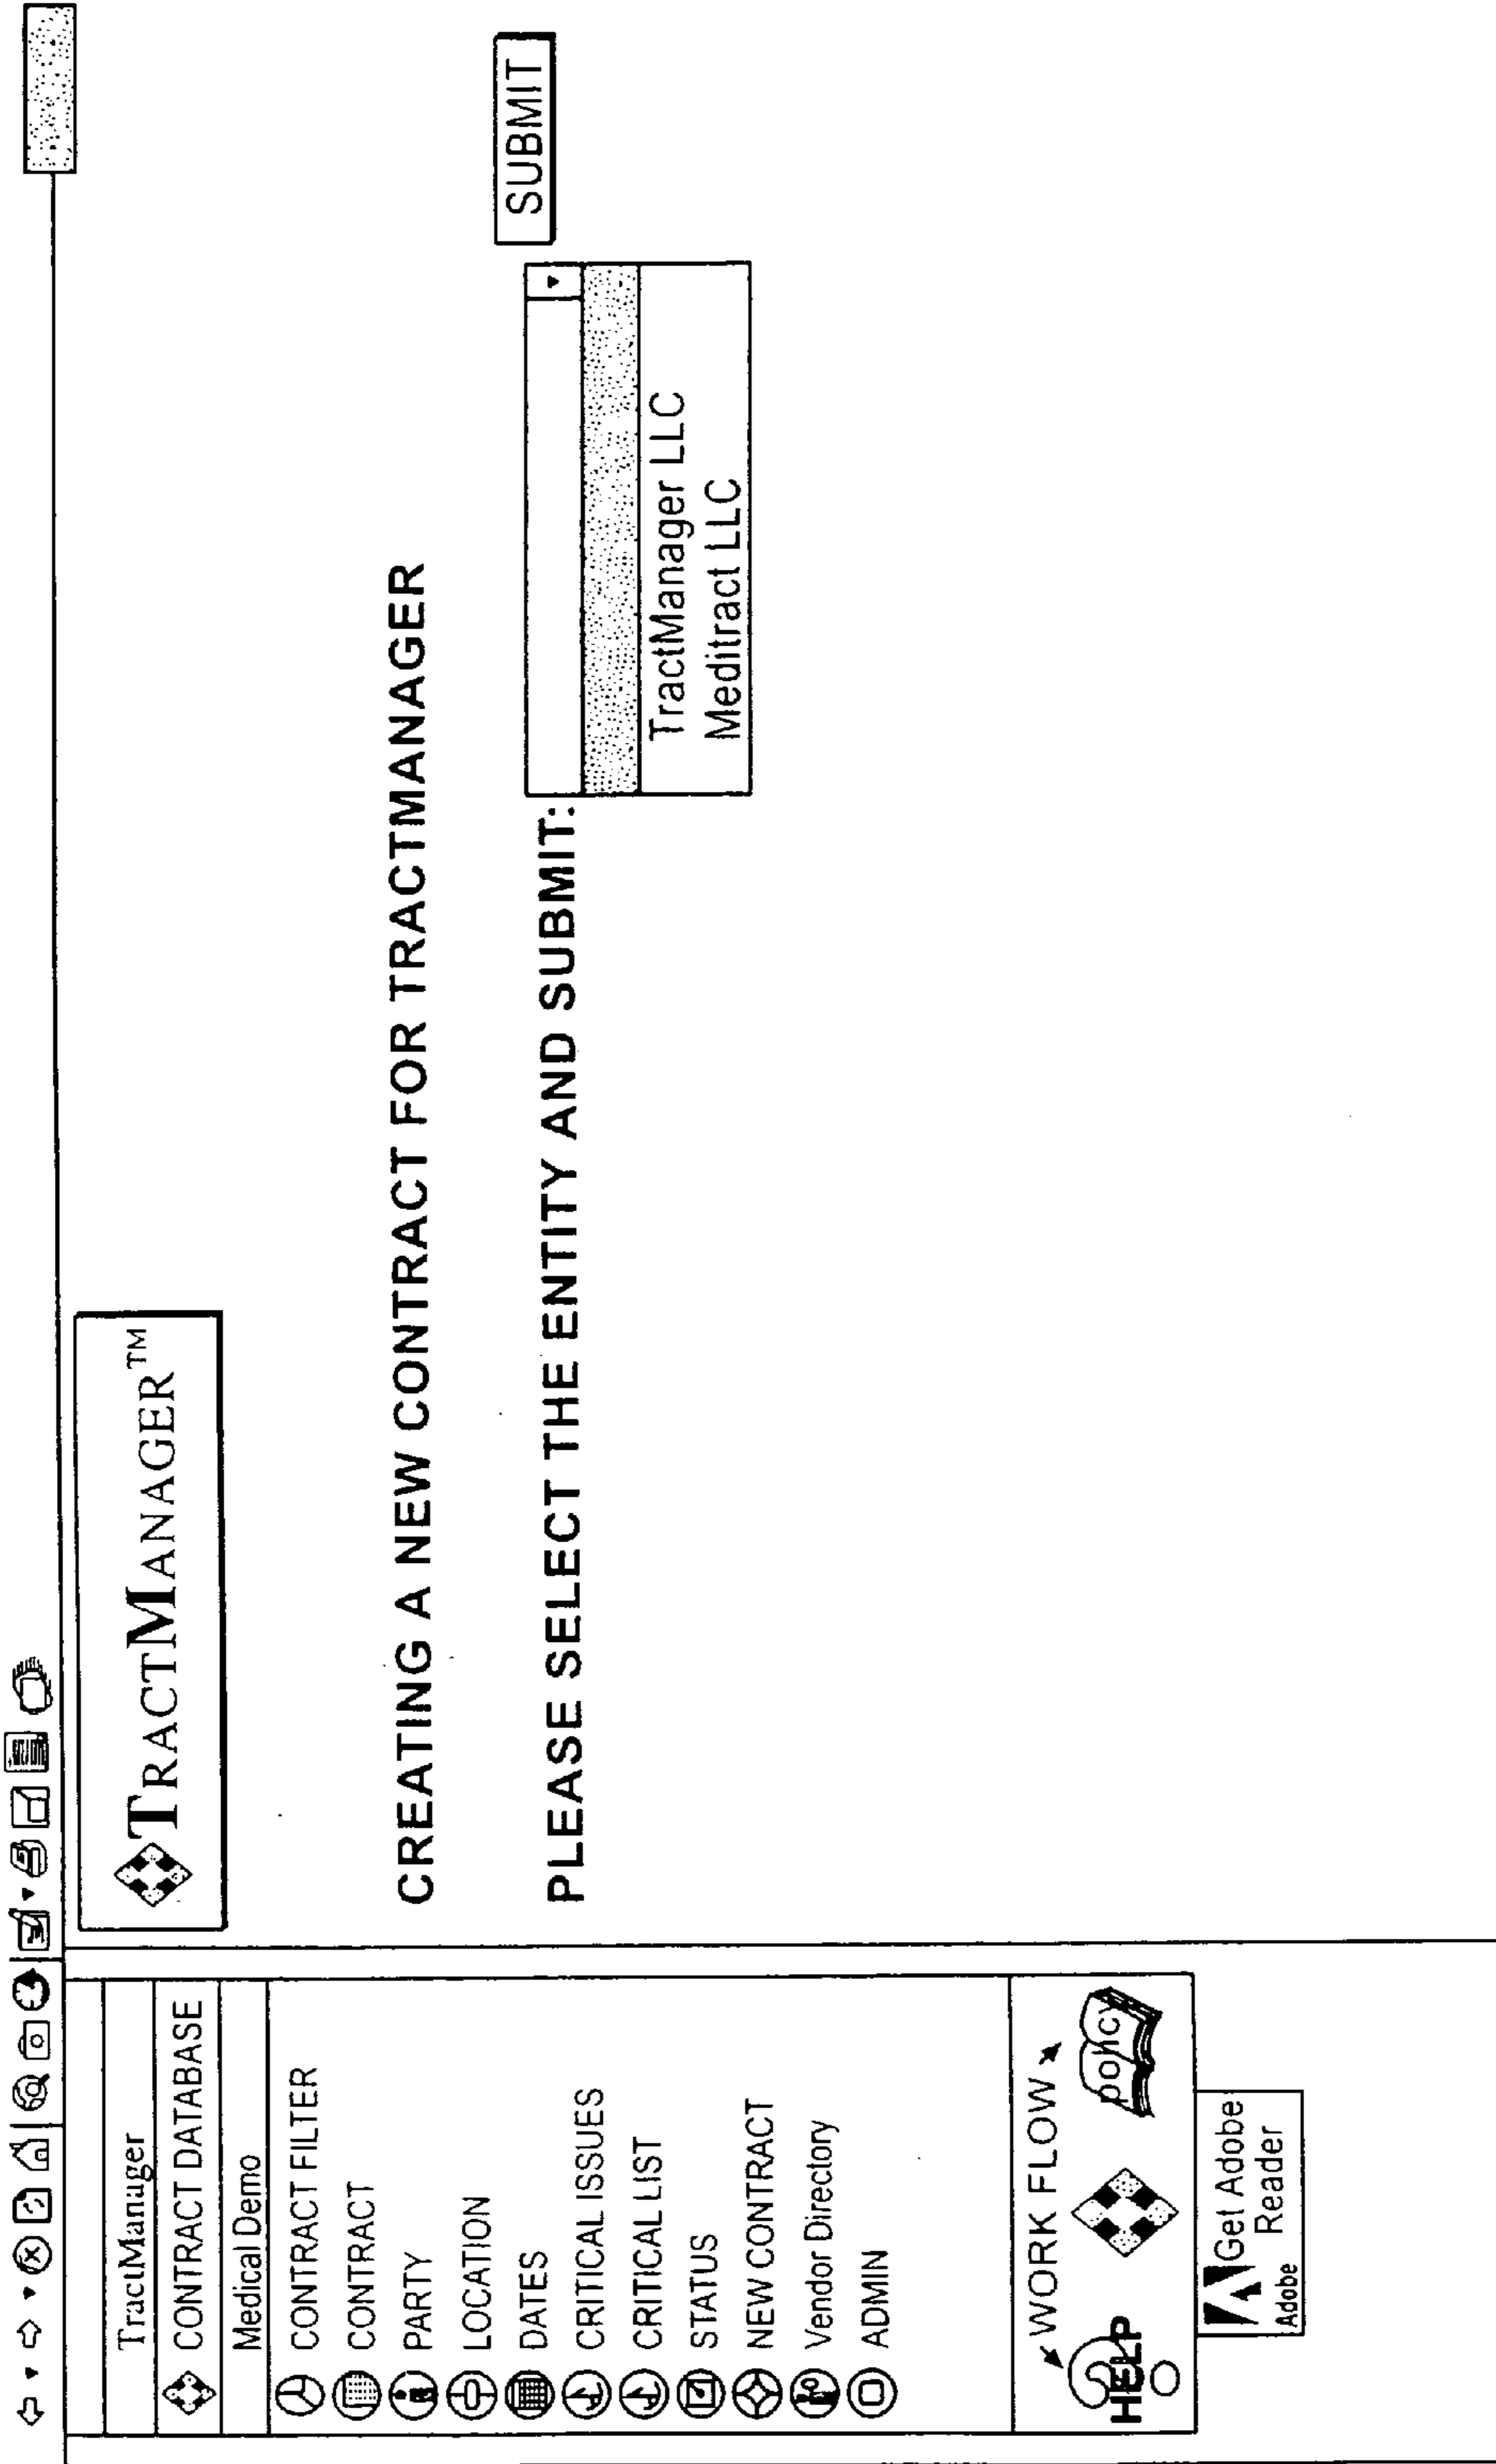 TractManager
CONTRACT DATABASE
Medical Demo
CONTRACT FILTER
CONTRACT
PARTY
LOCATION
DATES
CRITICAL ISSUES
CRITICAL LIST
STATUS
NEW CONTRACT
Vendor Directory
ADMIN
WORK FLOW
HELP
policy
Get Adobe
Reader
Adobe
TRACTMANAGER™
CREATING A NEW CONTRACT FOR TRACTMANAGER
PLEASE SELECT THE ENTITY AND SUBMIT:
SUBMIT
TractManager LLC
Meditract LLC